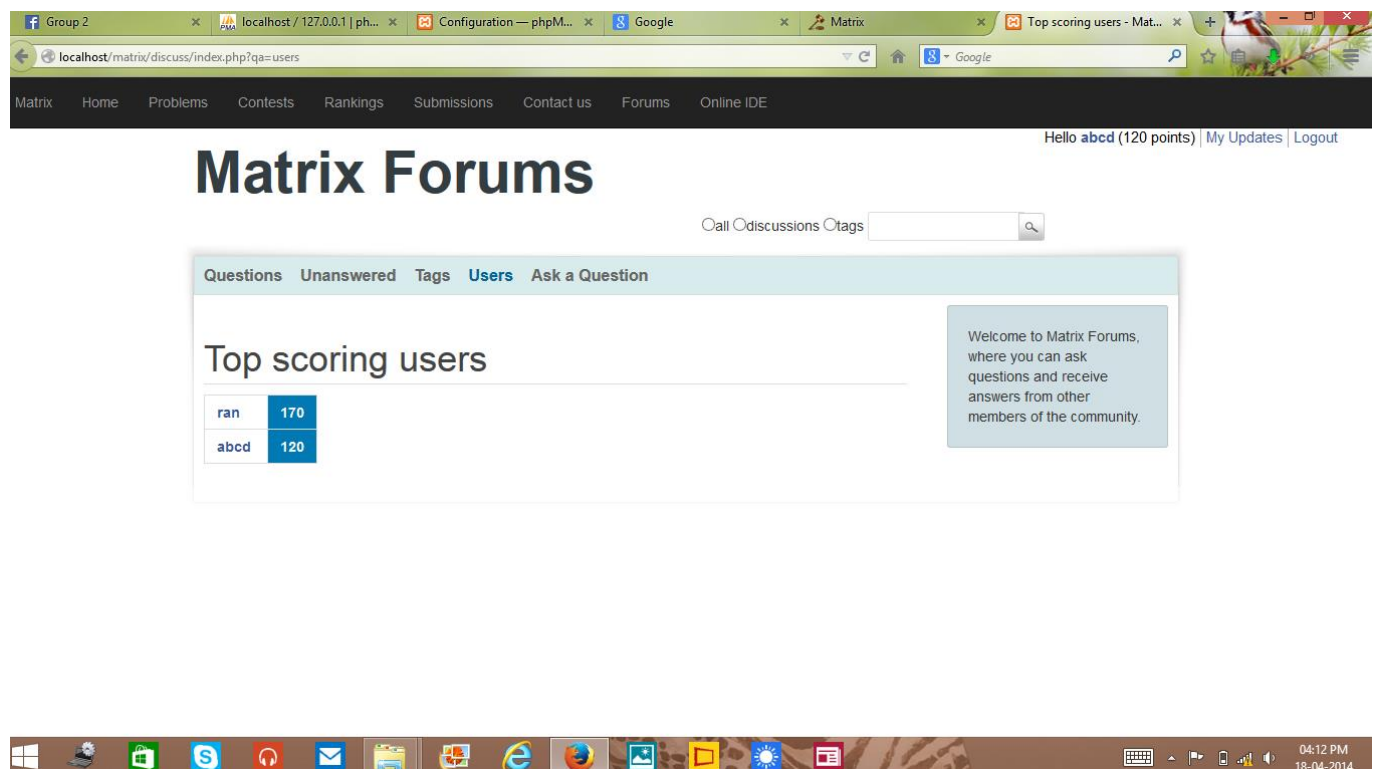 Group 2
localhost / 127.0.0.1 | ph...
Configuration — phpM...
Google
Matrix
Top scoring users - Mat...
localhost/matrix/discuss/index.php?qa=users
Google
Matrix Home Problems Contests Rankings Submissions Contact us Forums Online IDE
Hello abcd (120 points) | My Updates | Logout
Matrix Forums
all discussions tags
Questions Unanswered Tags Users Ask a Question
Top scoring users
ran 170
abcd 120
Welcome to Matrix Forums,
where you can ask
questions and receive
answers from other
members of the community.
04:12 PM
18-04-2014